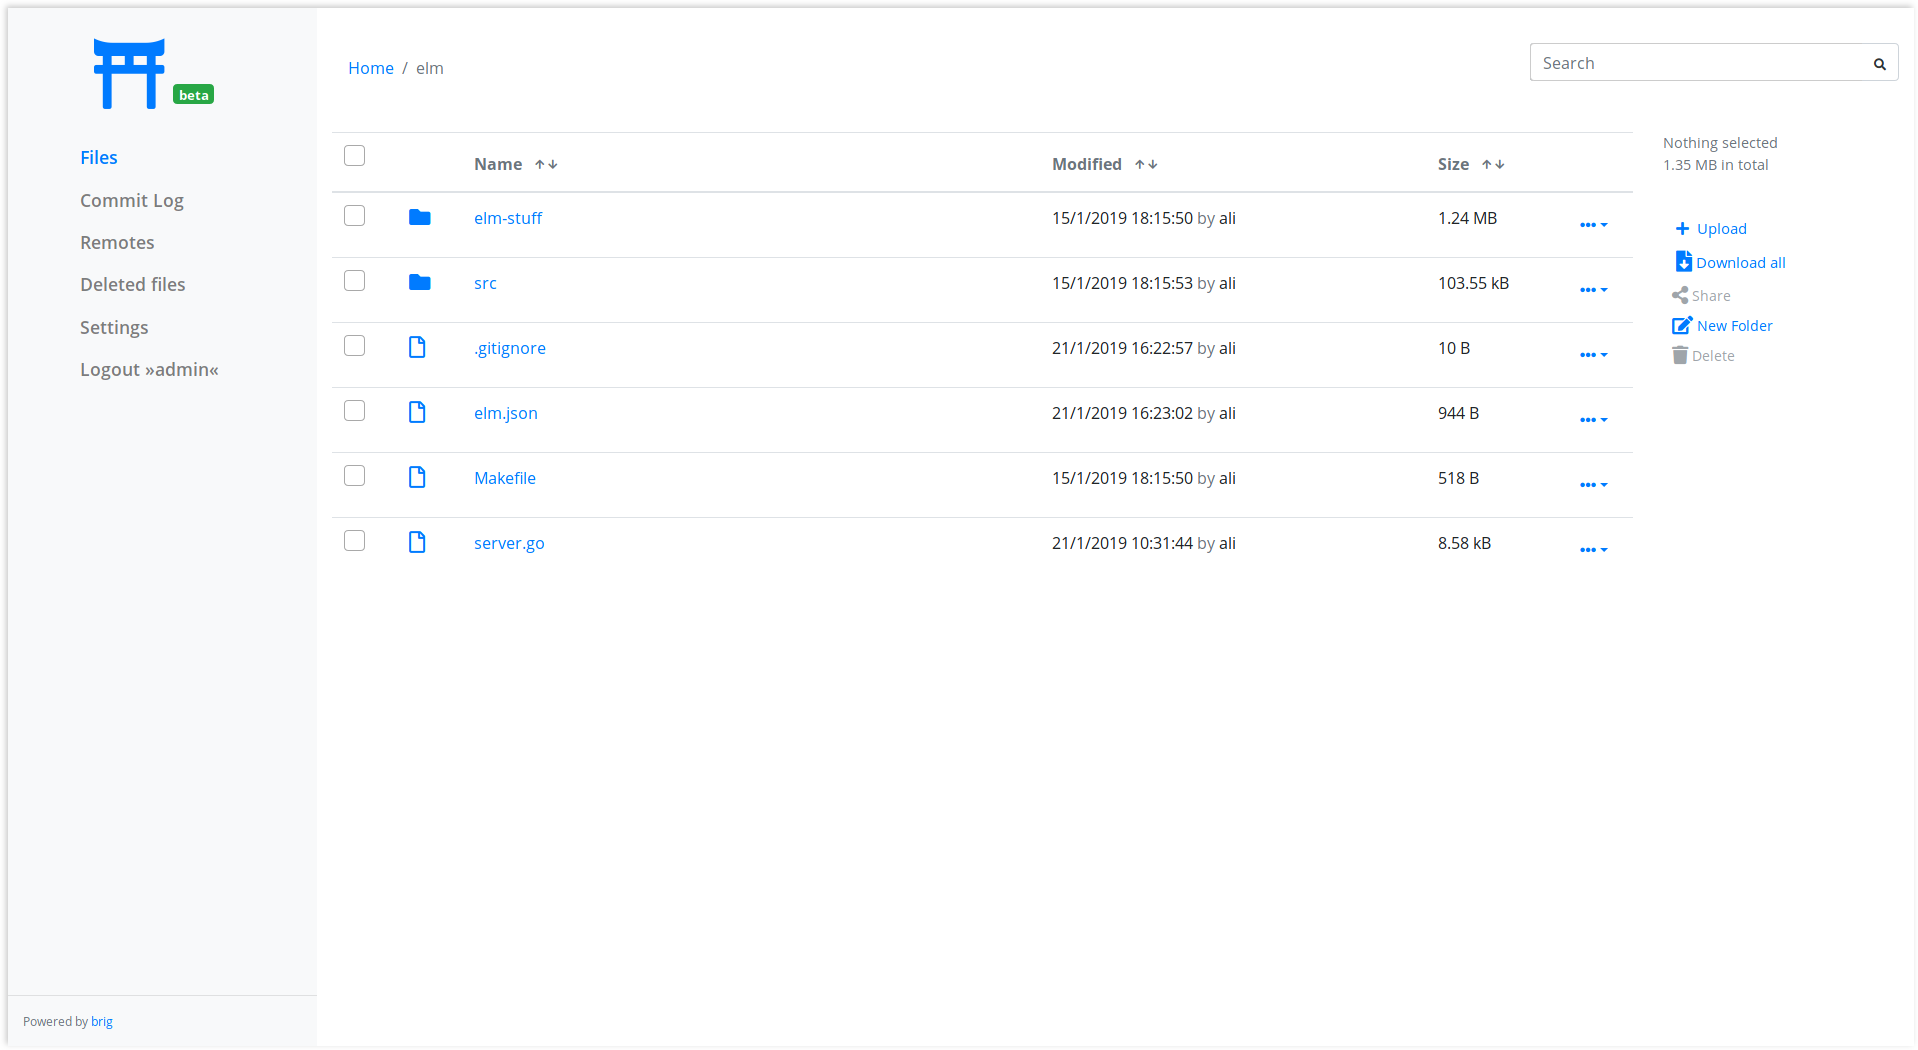 beta
Files
Commit Log
Remotes
Deleted files
Settings
Logout »admin«
Powered by brig
Home / elm
Search
Name Modified Size
elm-stuff 15/1/2019 18:15:50 by ali 1.24 MB
src 15/1/2019 18:15:53 by ali 103.55 kB
.gitignore 21/1/2019 16:22:57 by ali 10 B
elm.json 21/1/2019 16:23:02 by ali 944 B
Makefile 15/1/2019 18:15:50 by ali 518 B
server.go 21/1/2019 10:31:44 by ali 8.58 kB
Nothing selected
1.35 MB in total
Upload
Download all
Share
New Folder
Delete